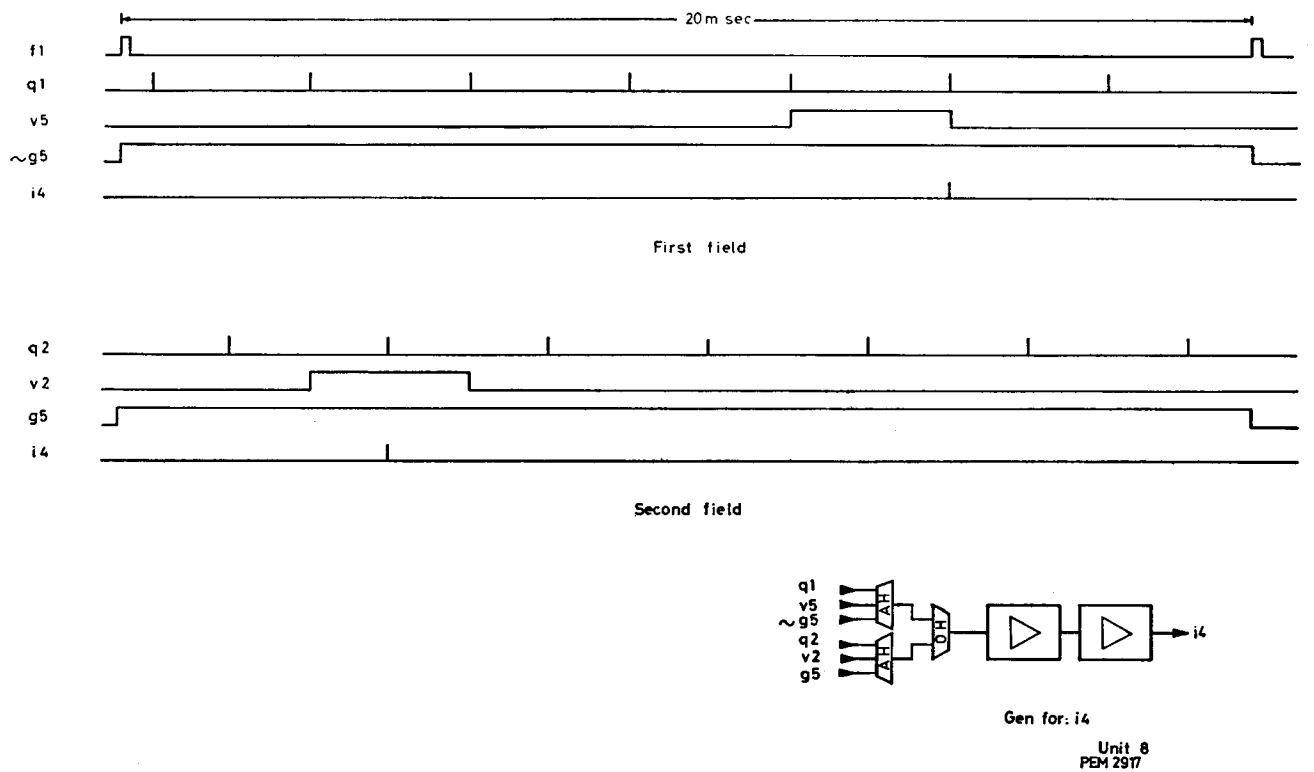 20m sec
f1
q1
v5
~g5
i4
First field
q2
v2
g5
i4
Second field
q1
v5
~g5
q2
v2
g5
AH
AH
OH
i4
Gen for: i4
Unit 8
PEM 2917